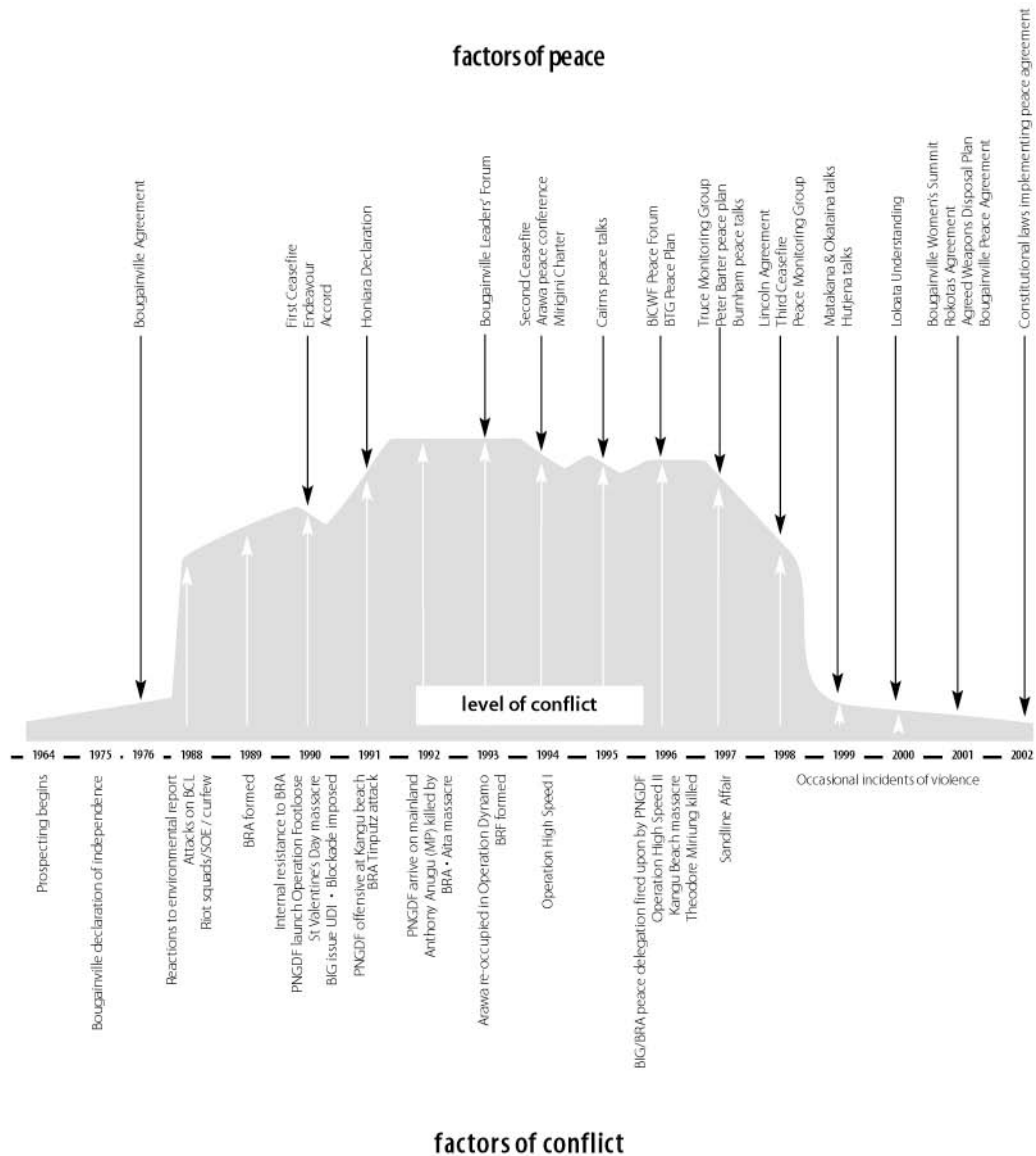 factors of peace
Bougainville Agreement
First Ceasefire
Endeavour
Accord
Honiara Declaration
Bougainville Leaders' Forum
Second Ceasefire
Arawa peace conference
Mirigini Charter
Cairns peace talks
BICWF Peace Forum
BTG Peace Plan
Truce Monitoring Group
Peter Barter peace plan
Burnham peace talks
Lincoln Agreement
Third Ceasefire
Peace Monitoring Group
Matakana & Okataina talks
Hutjena talks
Loloata Understanding
Bougainville Women's Summit
Rokotas Agreement
Agreed Weapons Disposal Plan
Bougainville Peace Agreement
Constitutional laws implementing peace agreement
level of conflict
1964 1975 1976 1988 1989 1990 1991 1992 1993 1994 1995 1996 1997 1998 1999 2000 2001 2002
Prospecting begins
Bougainville declaration of independence
Reactions to environmental report
Attacks on BCL
Riot squads/SOE / curfew
BRA formed
Internal resistance to BRA
PNGDF launch Operation Footloose
St Valentine's Day massacre
BIG issue UDI • Blockade imposed
PNGDF offensive at Kangu beach
BRA Tinputz attack
PNGDF arrive on mainland
Anthony Anugu (MP) killed by
BRA • Aita massacre
Arawa re-occupied in Operation Dynamo
BRF formed
Operation High Speed I
BIG/BRA peace delegation fired upon by PNGDF
Operation High Speed II
Kangu Beach massacre
Theodore Miriung killed
Sandline Affair
Occasional incidents of violence
factors of conflict